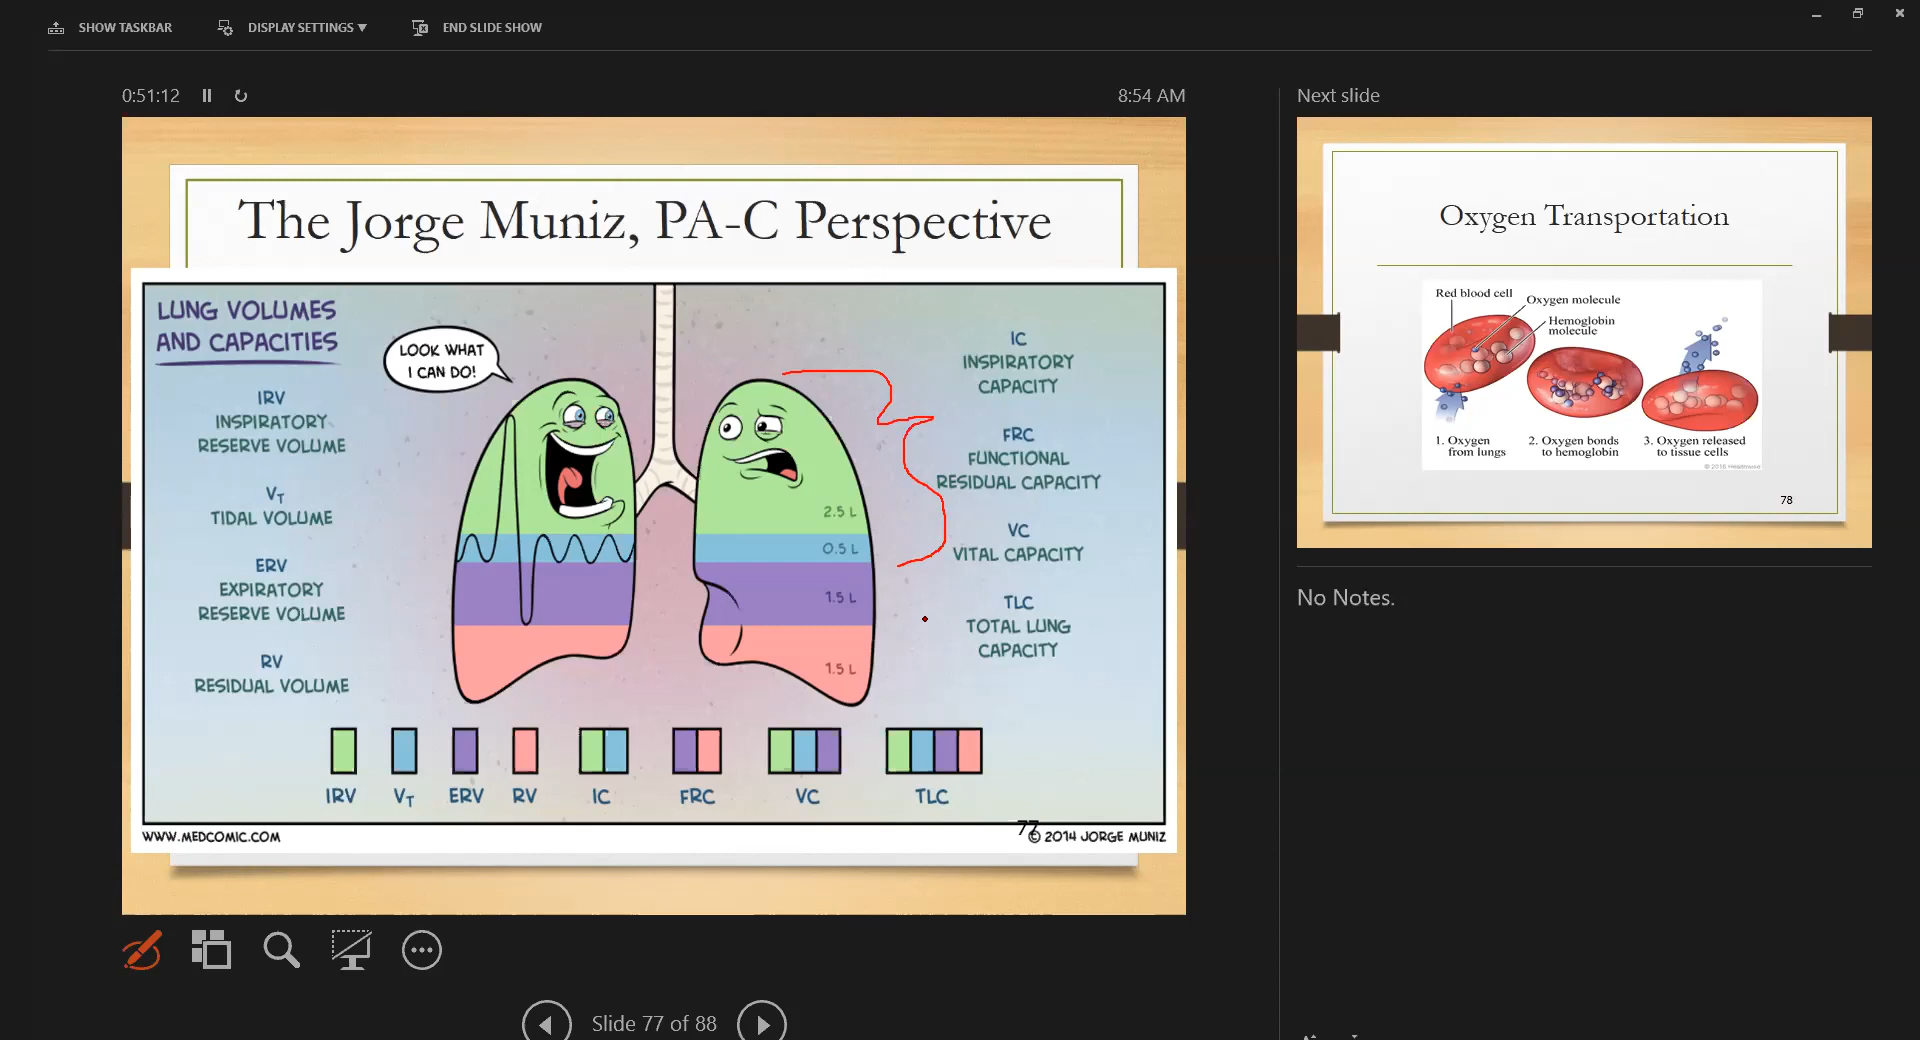 SHOW TASKBAR
DISPLAY SETTINGS ▼
END SLIDE SHOW
0:51:12
8:54 AM
Next slide
The Jorge Muniz, PA-C Perspective
LUNG VOLUMES
AND CAPACITIES
LOOK WHAT
I CAN DO!
IRV
INSPIRATORY
RESERVE VOLUME
VT
TIDAL VOLUME
ERV
EXPIRATORY
RESERVE VOLUME
RV
RESIDUAL VOLUME
2.5 L
0.5 L
1.5 L
1.5 L
IC
INSPIRATORY
CAPACITY
FRC
FUNCTIONAL
RESIDUAL CAPACITY
VC
VITAL CAPACITY
TLC
TOTAL LUNG
CAPACITY
IRV VT ERV RV IC FRC VC TLC
WWW.MEDCOMIC.COM
77
© 2014 JORGE MUNIZ
Oxygen Transportation
Red blood cell
Oxygen molecule
Hemoglobin
molecule
1. Oxygen
from lungs
2. Oxygen bonds
to hemoglobin
3. Oxygen released
to tissue cells
78
No Notes.
Slide 77 of 88